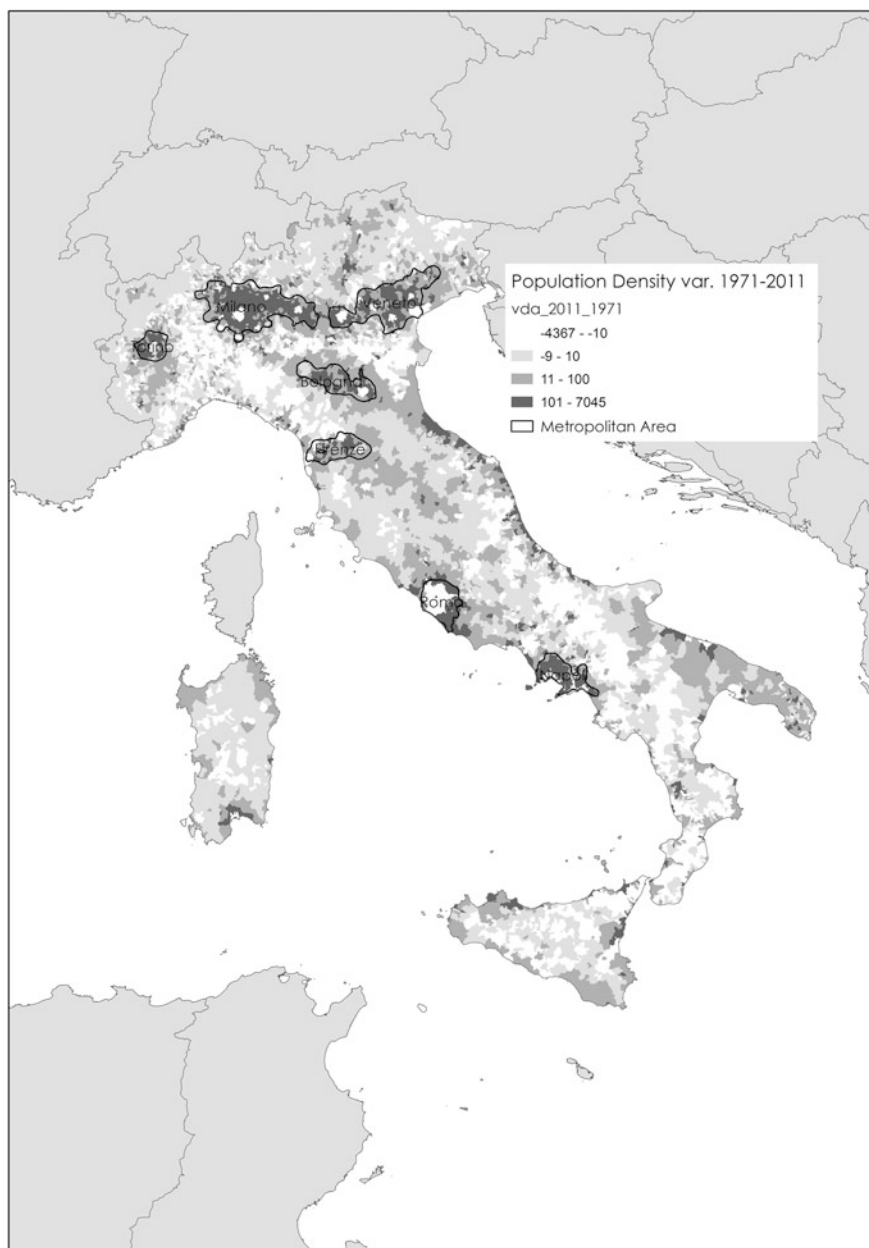 Population Density var. 1971-2011
vda_2011_1971
-4367 - -10
-9 - 10
11 - 100
101 - 7045
Metropolitan Area
Milano
Veneto
Bologna
Firenze
Roma
Napoli